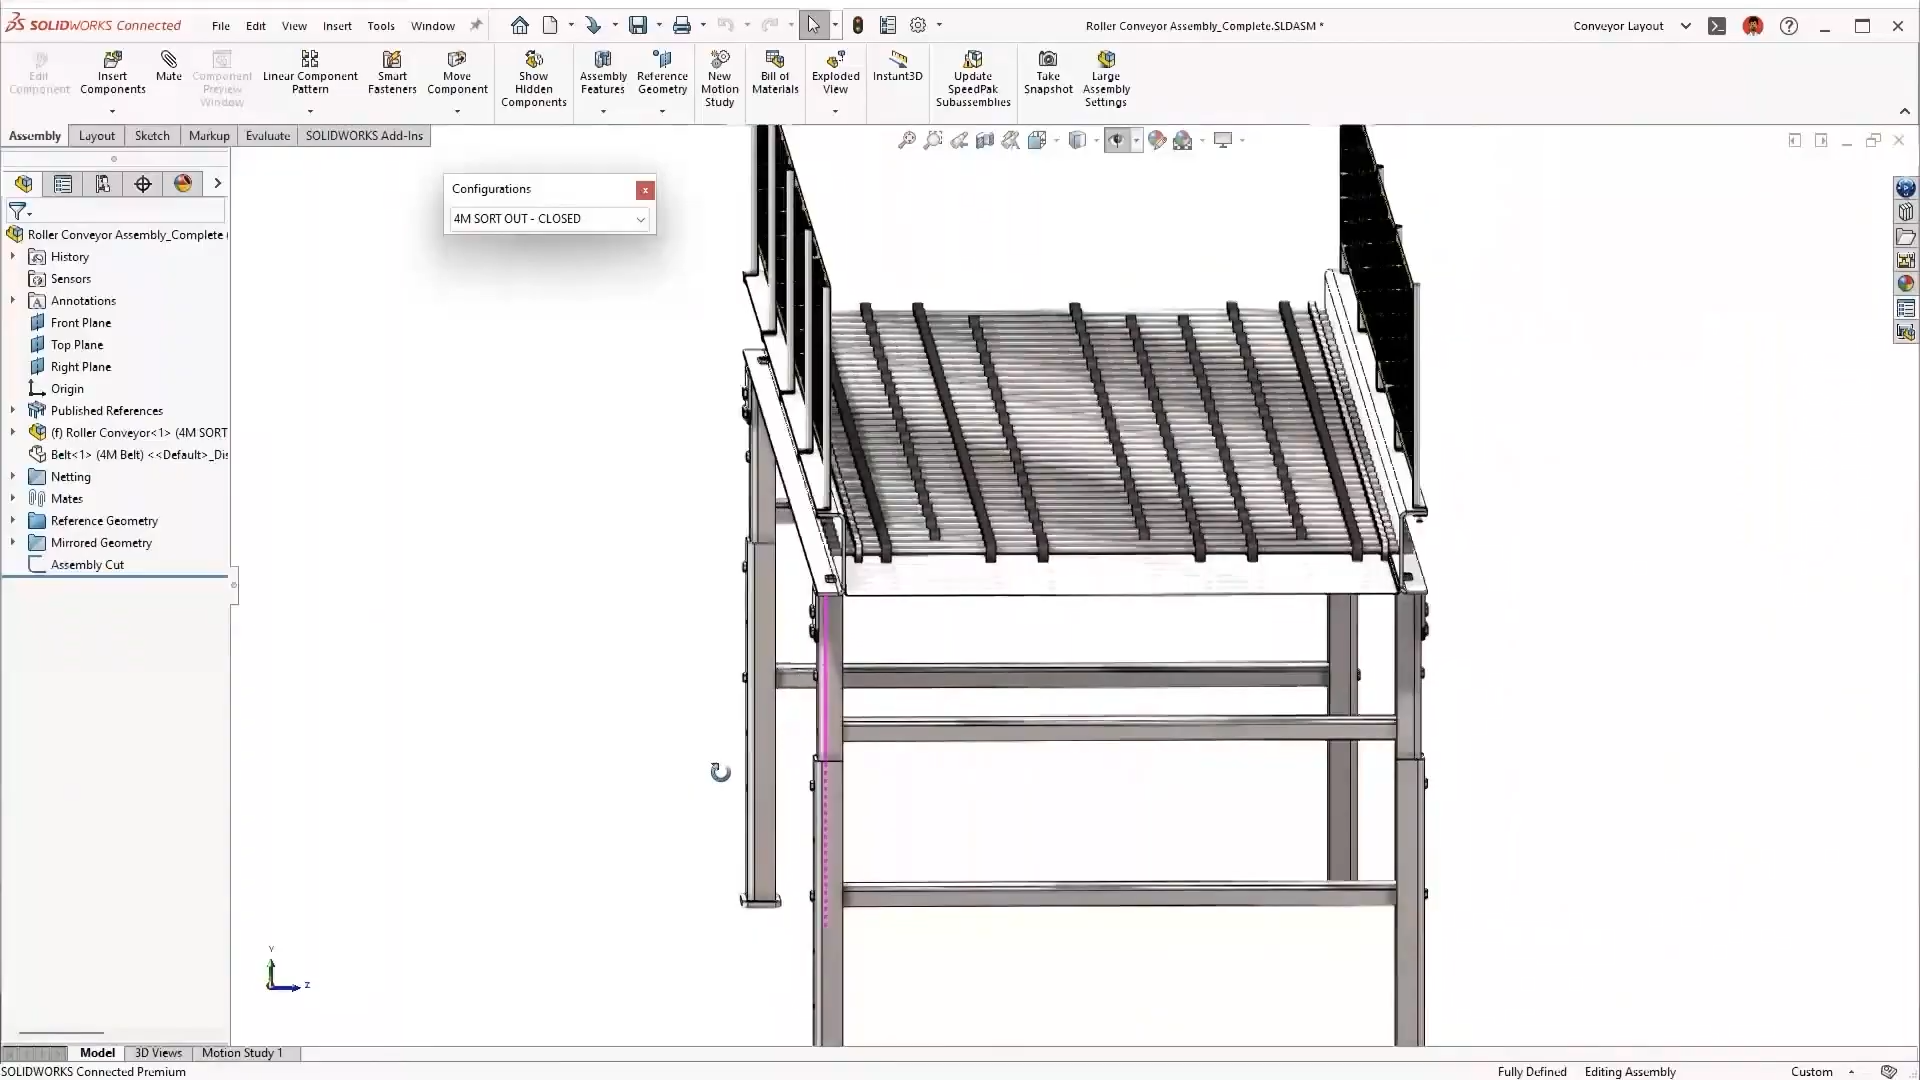 SOLIDWORKS Connected File Edit View Insert Tools Window Roller Conveyor Assembly_Complete.SLDASM * Conveyor Layout
Edit Component
Insert Components
Mate
Component Preview Window
Linear Component Pattern
Smart Fasteners
Move Component
Show Hidden Components
Assembly Features
Reference Geometry
New Motion Study
Bill of Materials
Exploded View
Instant3D
Update SpeedPak Subassemblies
Take Snapshot
Large Assembly Settings
Assembly Layout Sketch Markup Evaluate SOLIDWORKS Add-Ins
Configurations
4M SORT OUT - CLOSED
Roller Conveyor Assembly_Complete (
History
Sensors
Annotations
Front Plane
Top Plane
Right Plane
Origin
Published References
(f) Roller Conveyor<1> (4M SORT
Belt<1> (4M Belt) <<Default>_Dis
Netting
Mates
Reference Geometry
Mirrored Geometry
Assembly Cut
Y
Z
Model 3D Views Motion Study 1
SOLIDWORKS Connected Premium Fully Defined Editing Assembly Custom